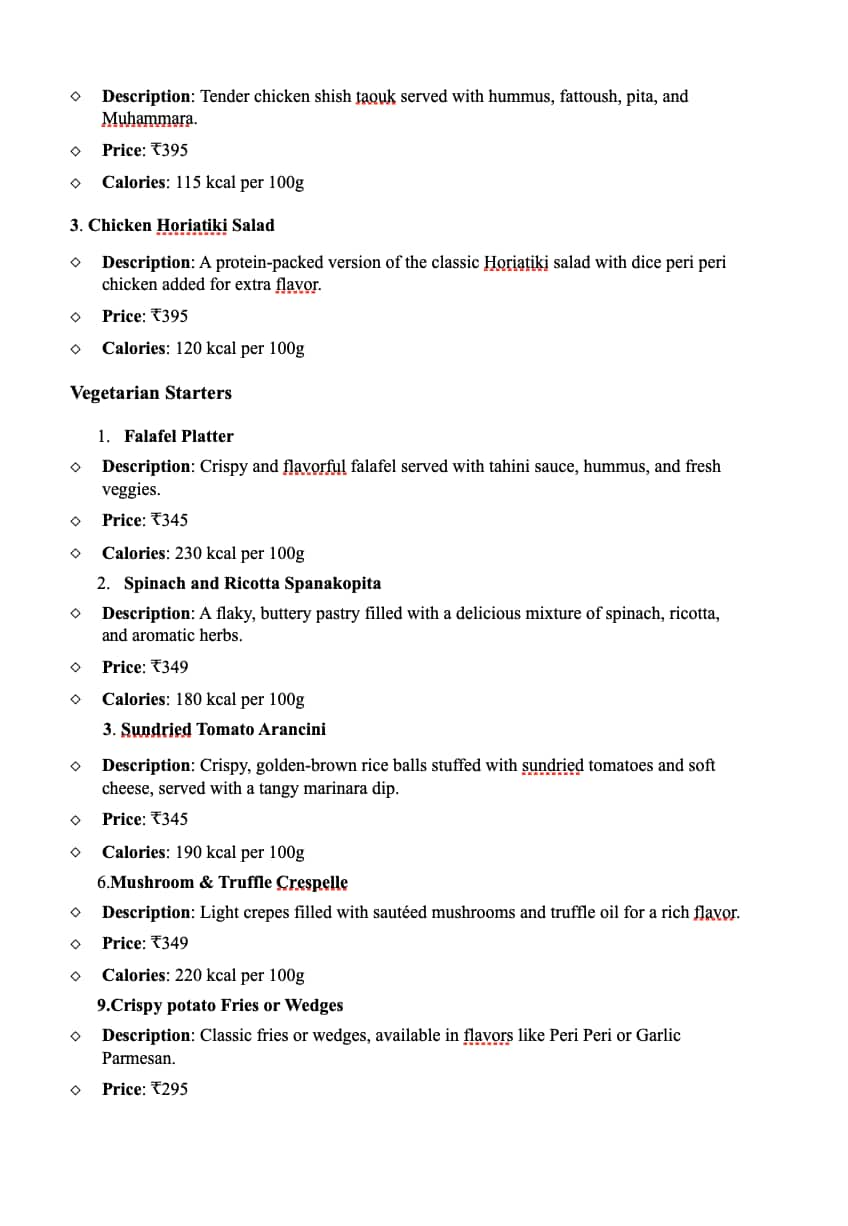 ◇ Description: Tender chicken shish taouk served with hummus, fattoush, pita, and
Muhammara.
◇ Price: ₹395
◇ Calories: 115 kcal per 100g
3. Chicken Horiatiki Salad
◇ Description: A protein-packed version of the classic Horiatiki salad with dice peri peri
chicken added for extra flavor.
◇ Price: ₹395
◇ Calories: 120 kcal per 100g
Vegetarian Starters
1. Falafel Platter
◇ Description: Crispy and flavorful falafel served with tahini sauce, hummus, and fresh
veggies.
◇ Price: ₹345
◇ Calories: 230 kcal per 100g
2. Spinach and Ricotta Spanakopita
◇ Description: A flaky, buttery pastry filled with a delicious mixture of spinach, ricotta,
and aromatic herbs.
◇ Price: ₹349
◇ Calories: 180 kcal per 100g
3. Sundried Tomato Arancini
◇ Description: Crispy, golden-brown rice balls stuffed with sundried tomatoes and soft
cheese, served with a tangy marinara dip.
◇ Price: ₹345
◇ Calories: 190 kcal per 100g
6.Mushroom & Truffle Crespelle
◇ Description: Light crepes filled with sautéed mushrooms and truffle oil for a rich flavor.
◇ Price: ₹349
◇ Calories: 220 kcal per 100g
9.Crispy potato Fries or Wedges
◇ Description: Classic fries or wedges, available in flavors like Peri Peri or Garlic
Parmesan.
◇ Price: ₹295